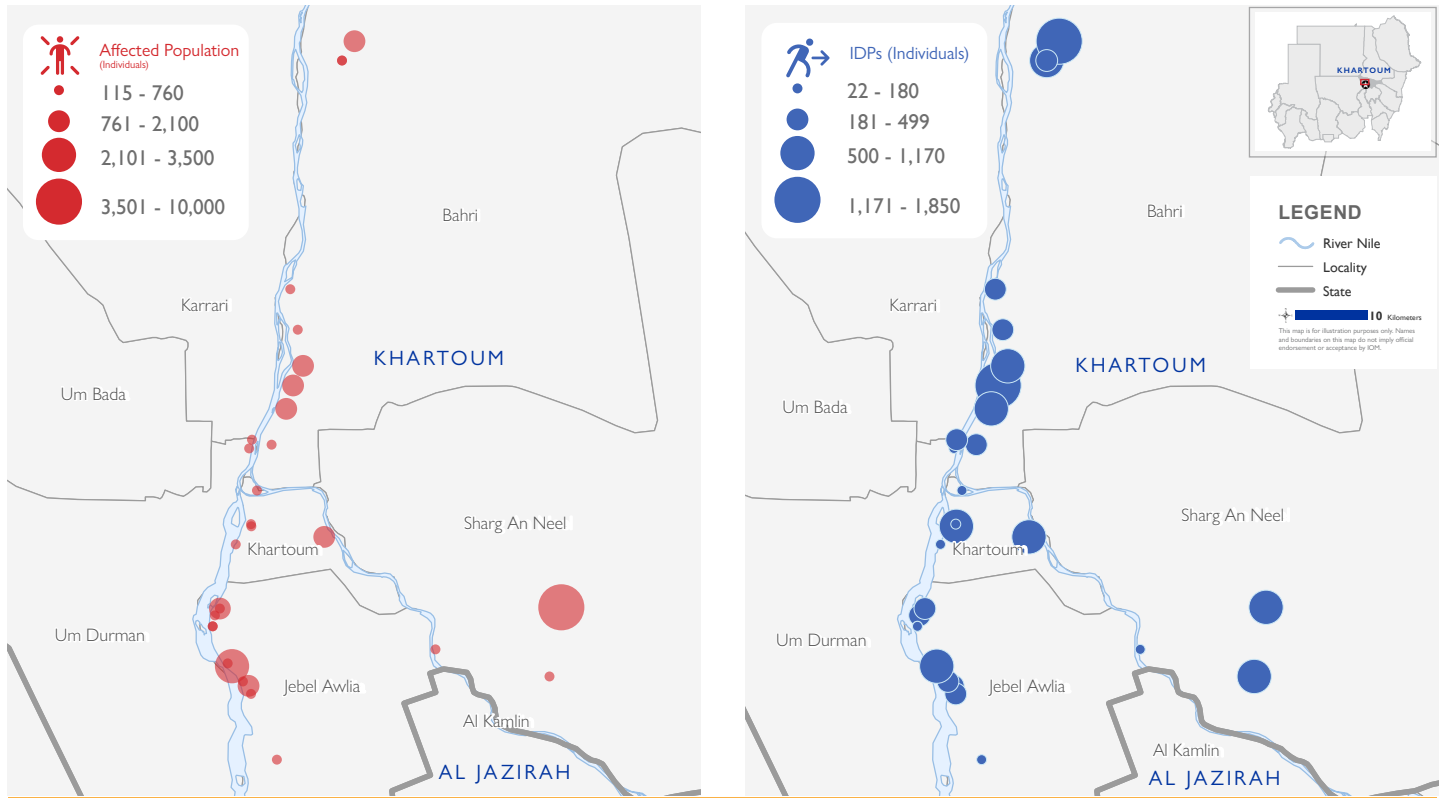 Affected Population
(Individuals)
115 - 760
761 - 2,100
2,101 - 3,500
3,501 - 10,000
Bahri
Karrari
KHARTOUM
Um Bada
Sharg An Neel
Khartoum
Um Durman
Jebel Awlia
Al Kamlin
AL JAZIRAH
IDPs (Individuals)
22 - 180
181 - 499
500 - 1,170
1,171 - 1,850
Bahri
Karrari
KHARTOUM
Um Bada
Sharg An Neel
Khartoum
Um Durman
Jebel Awlia
Al Kamlin
AL JAZIRAH
KHARTOUM
LEGEND
River Nile
Locality
State
10 Kilometers
This map is for illustration purposes only. Names
and boundaries on this map do not imply official
endorsement or acceptance by IOM.